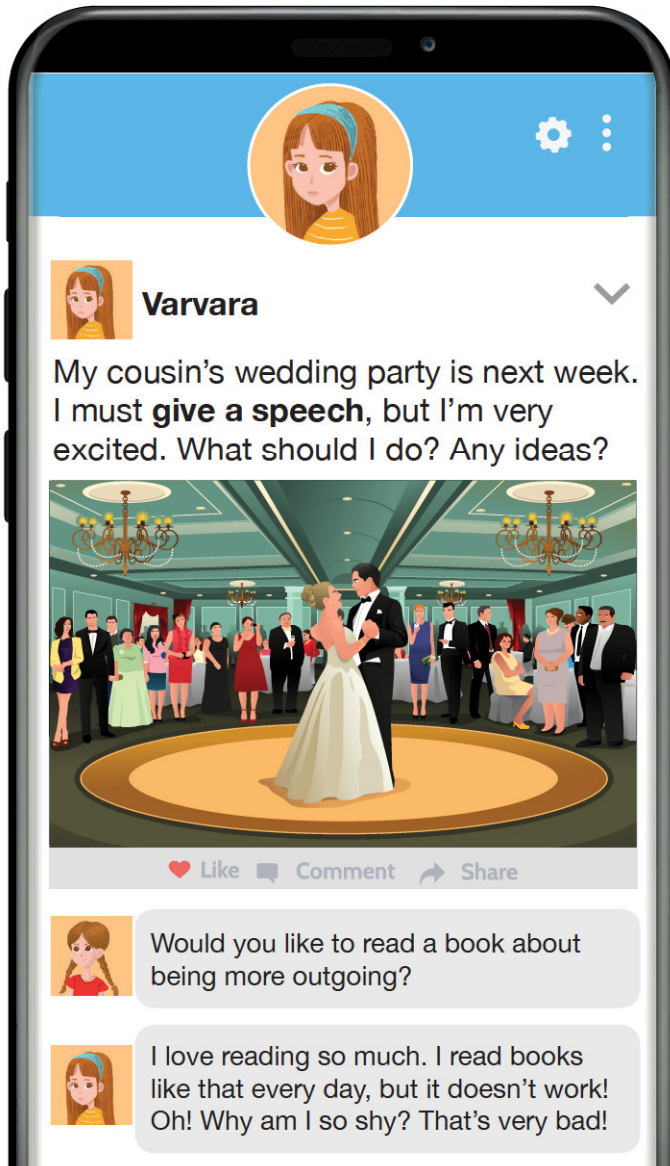 Varvara
My cousin's wedding party is next week.
I must give a speech, but I'm very
excited. What should I do? Any ideas?
Like Comment Share
Would you like to read a book about
being more outgoing?
I love reading so much. I read books
like that every day, but it doesn't work!
Oh! Why am I so shy? That's very bad!